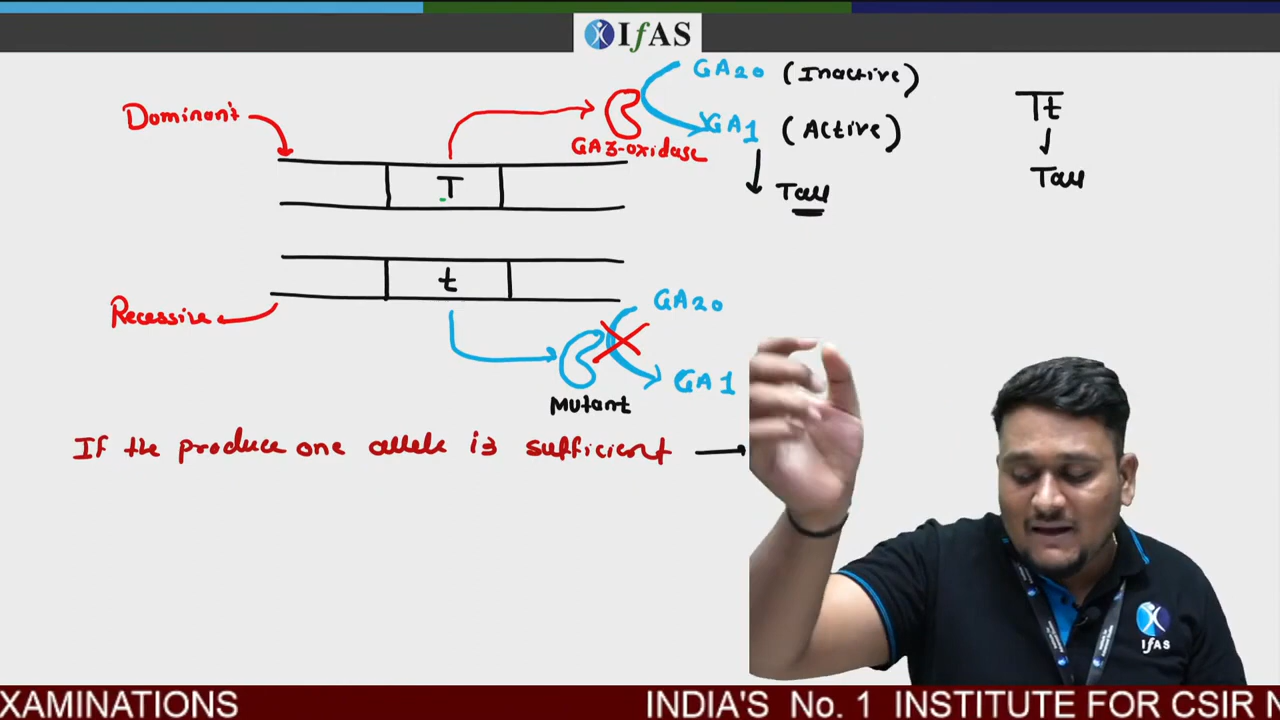 IfAS
GA20 (Inactive)
Dominant
GA1 (Active)
GA3-oxidase
T
Tall
Tt
Tall
t
Recessive
GA20
GA1
Mutant
If the produce one allele is sufficient
IfAS
XAMINATIONS
INDIA'S No. 1 INSTITUTE FOR CSIR N